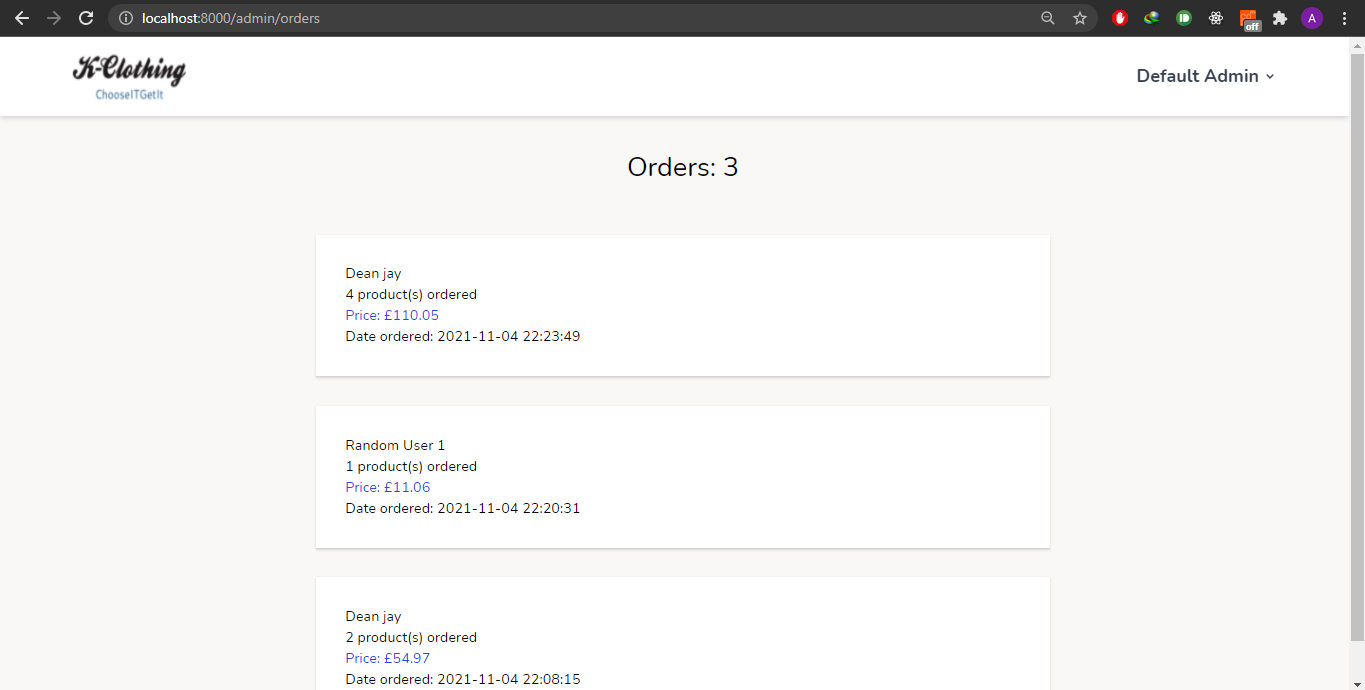 localhost:8000/admin/orders
off
A
K-Clothing
ChooseITGetIt
Default Admin
Orders: 3
Dean jay
4 product(s) ordered
Price: £110.05
Date ordered: 2021-11-04 22:23:49
Random User 1
1 product(s) ordered
Price: £11.06
Date ordered: 2021-11-04 22:20:31
Dean jay
2 product(s) ordered
Price: £54.97
Date ordered: 2021-11-04 22:08:15